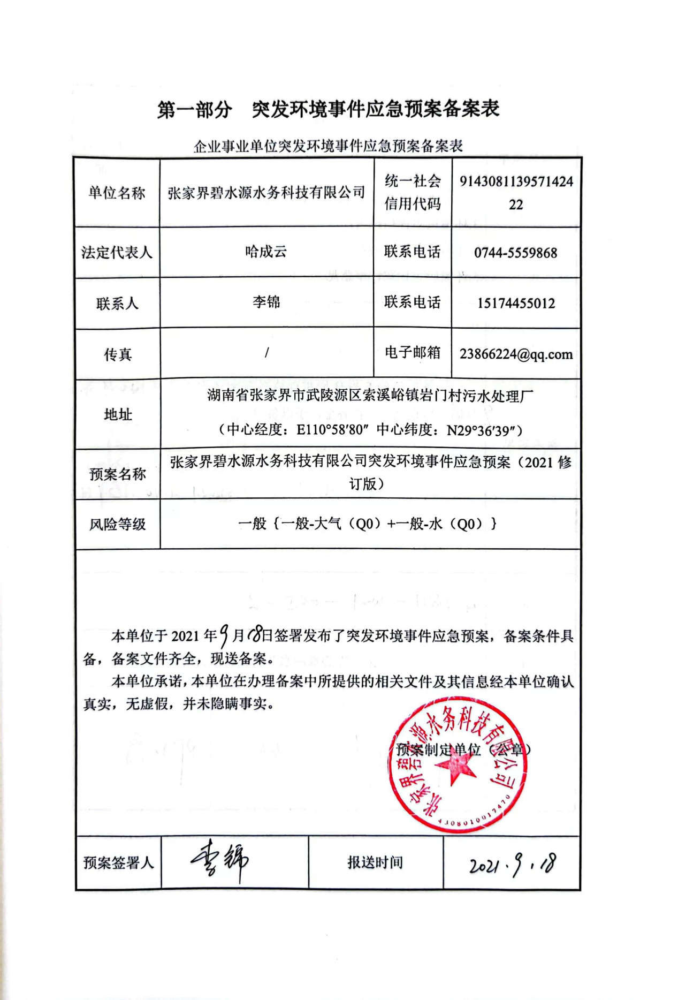 第一部分 突发环境事件应急预案备案表
企业事业单位突发环境事件应急预案备案表
单位名称
张家界碧水源水务科技有限公司
统一社会
信用代码
9143081139571424
22
法定代表人
哈成云
联系电话
0744-5559868
联系人
李锦
联系电话
15174455012
传真
/
电子邮箱
23866224@qq.com
地址
湖南省张家界市武陵源区索溪峪镇岩门村污水处理厂
（中心经度：E110°58′80″ 中心纬度：N29°36′39″）
预案名称
张家界碧水源水务科技有限公司突发环境事件应急预案（2021 修
订版）
风险等级
一般｛一般-大气（Q0）+一般-水（Q0）｝
本单位于 2021 年9月18日签署发布了突发环境事件应急预案，备案条件具
备，备案文件齐全，现送备案。
本单位承诺，本单位在办理备案中所提供的相关文件及其信息经本单位确认
真实，无虚假，并未隐瞒事实。
预案制定单位（公章）
张家界碧水源水务科技有限公司
4308010017470
预案签署人
李锦
报送时间
2021.9.18